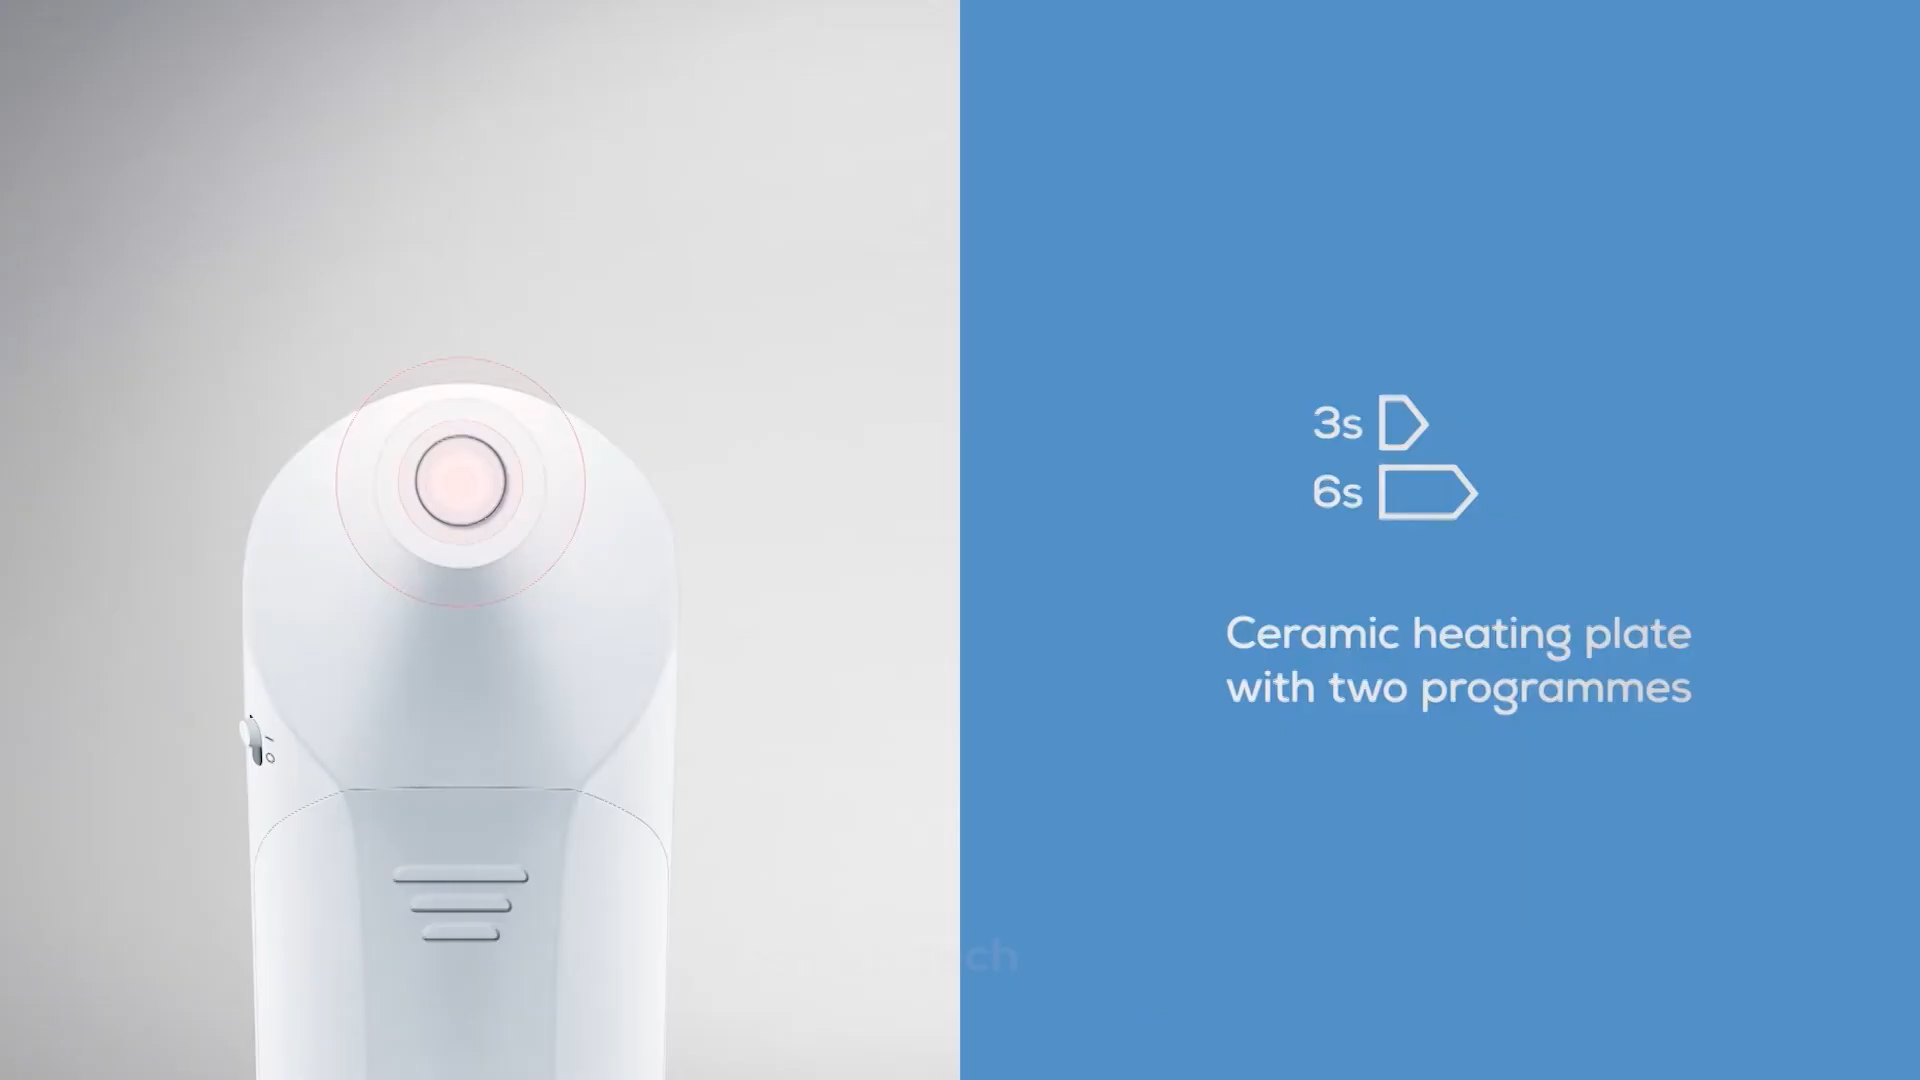 3s
6s
Ceramic heating plate
with two programmes